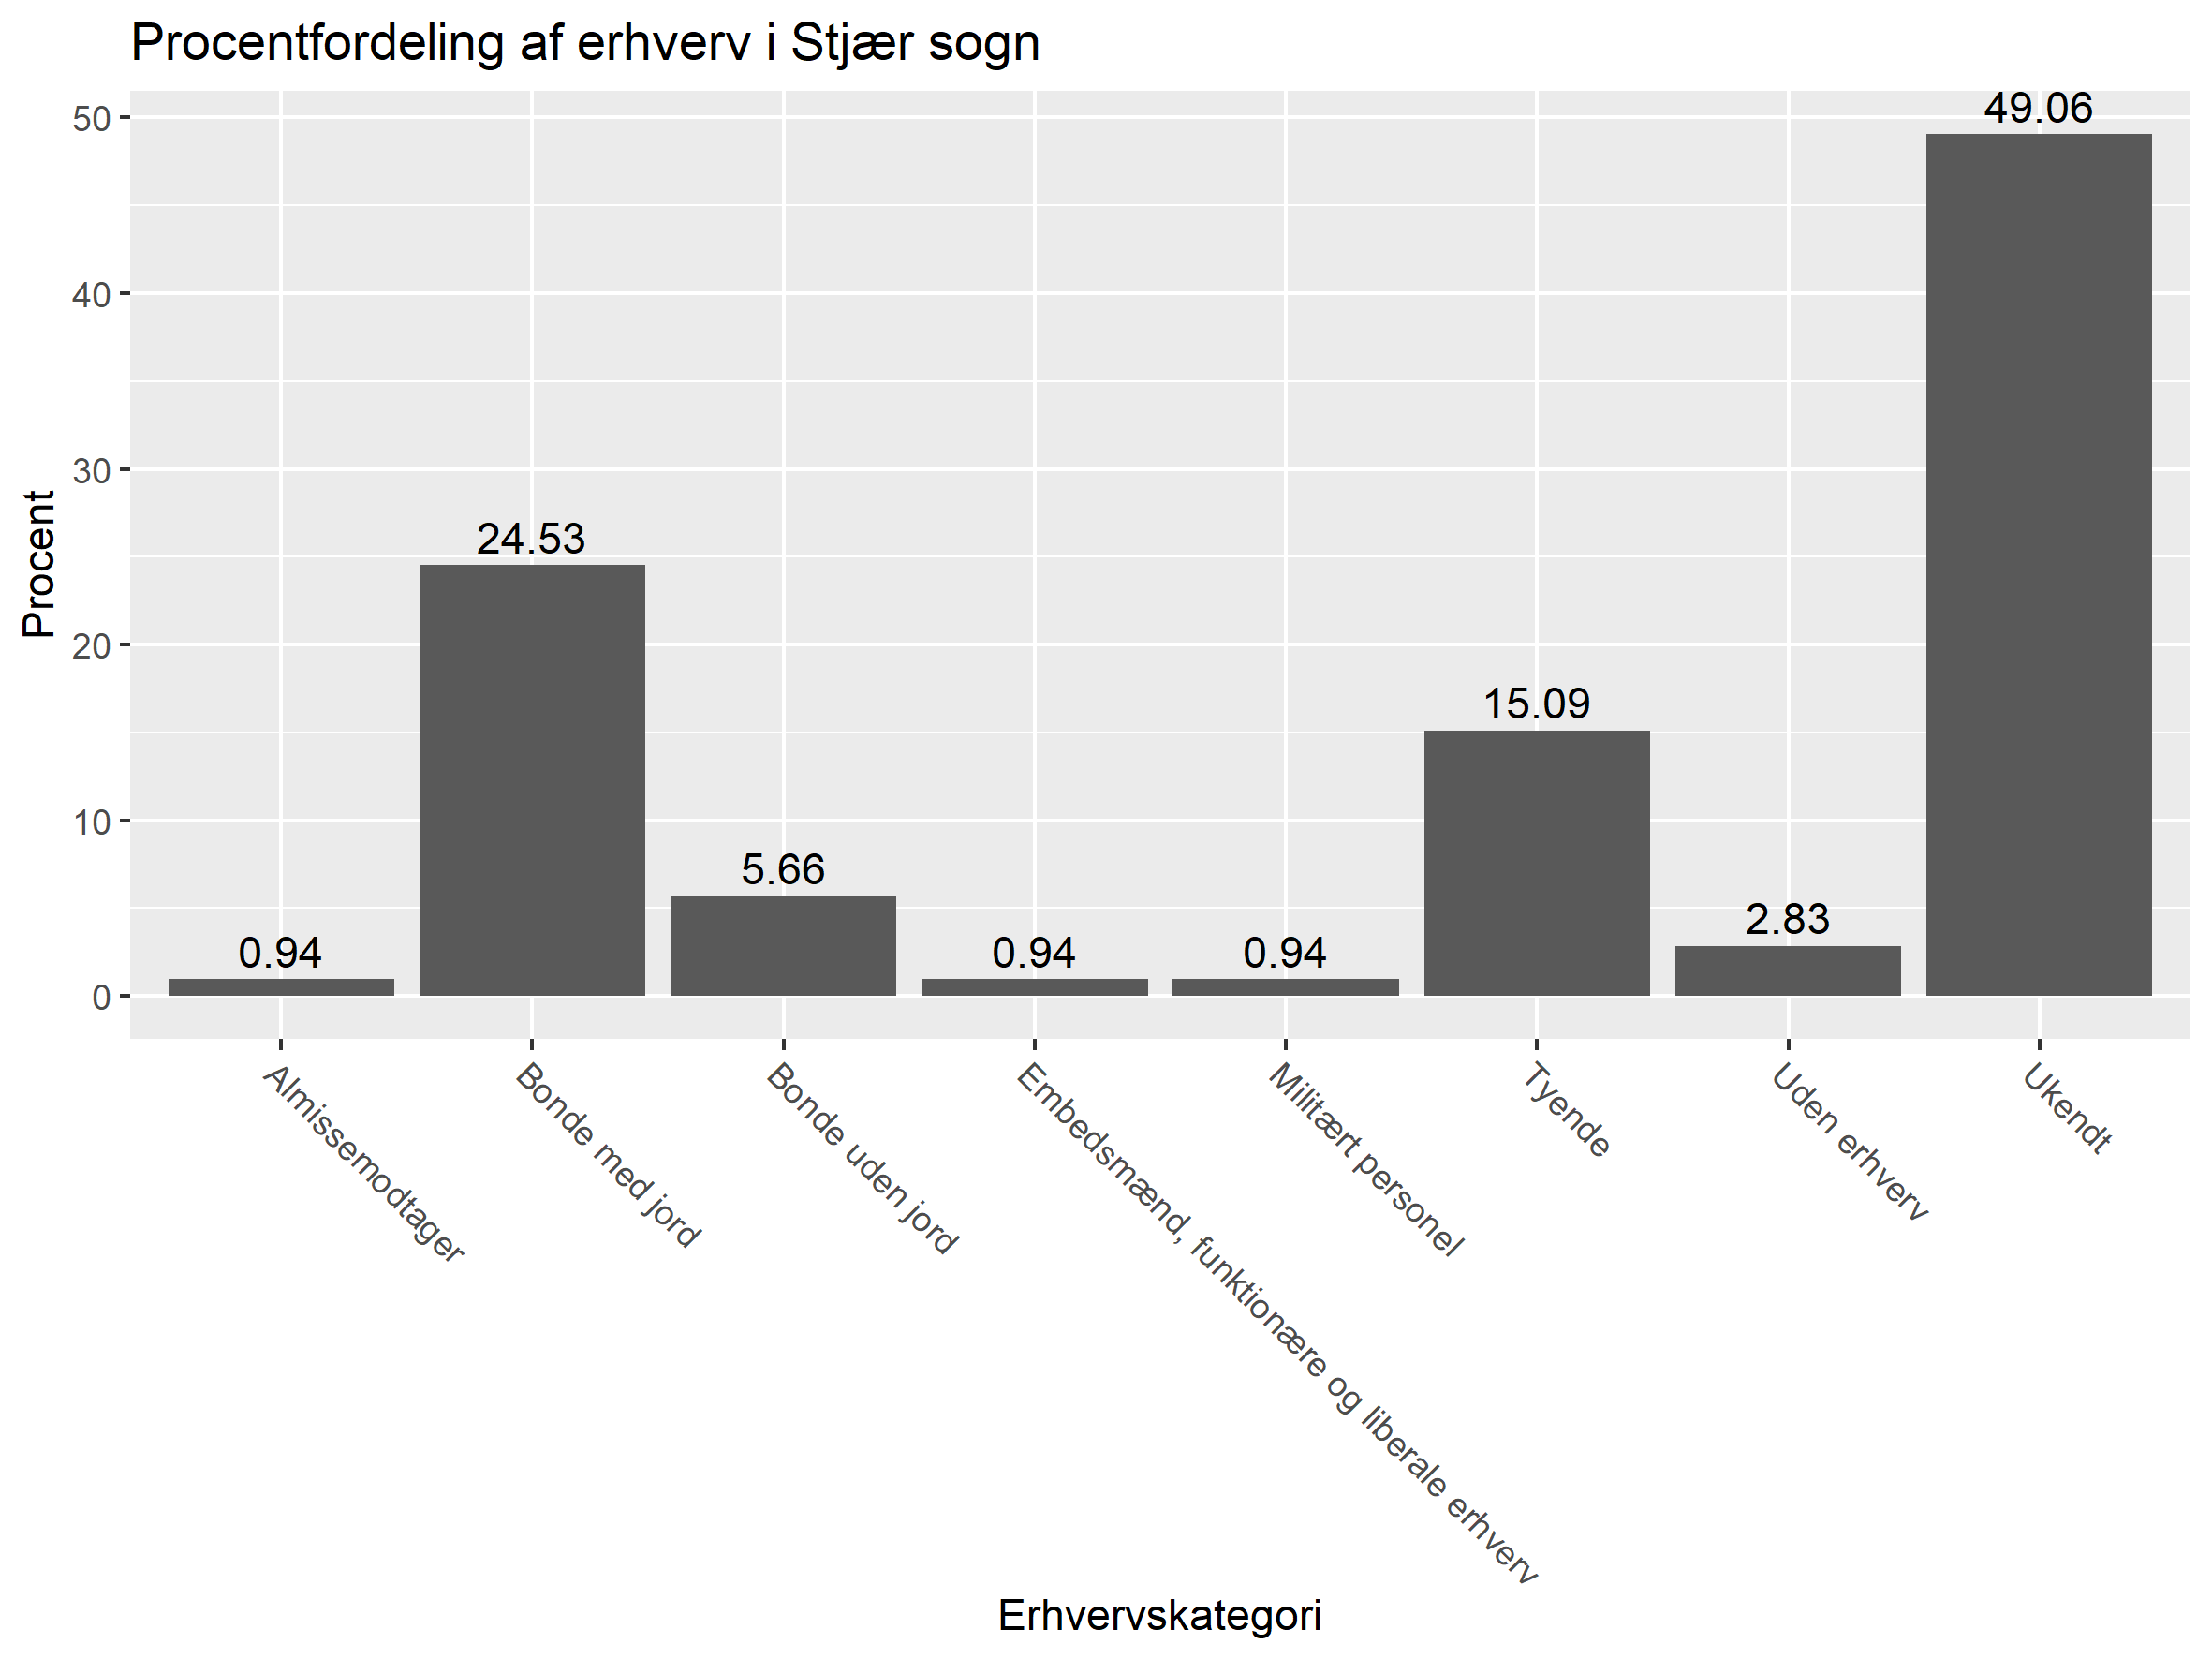 Procentfordeling af erhverv i Stjær sogn
Procent
50
40
30
20
10
0
0.94
24.53
5.66
0.94
0.94
15.09
2.83
49.06
Almissemodtager
Bonde med jord
Bonde uden jord
Embedsmænd, funktionære og liberale erhverv
Militært personel
Tyende
Uden erhverv
Ukendt
Erhvervskategori